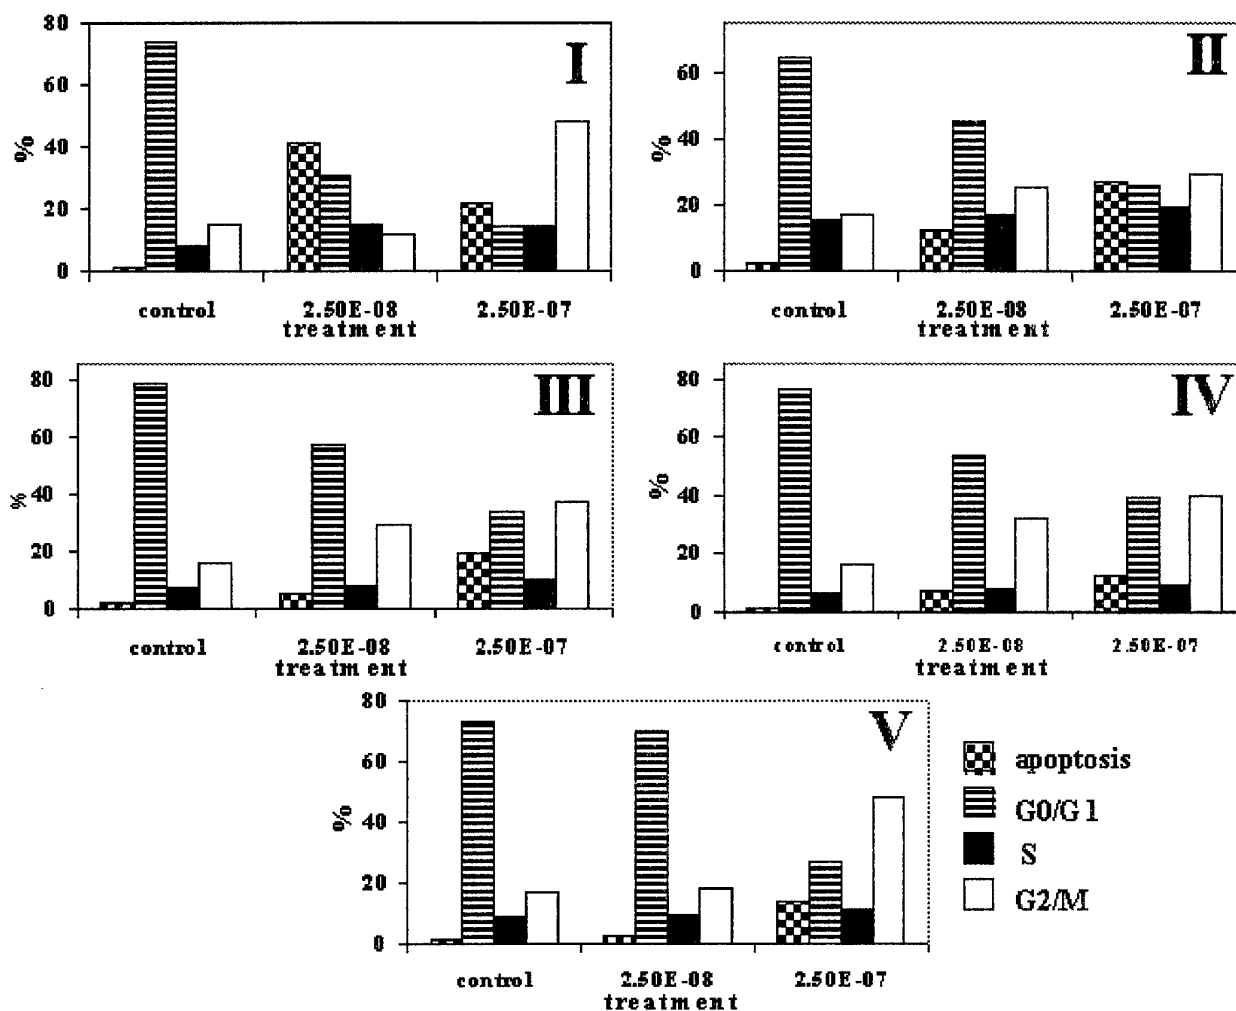 80
60
40
20
0
%
I
control
2.50E-08
2.50E-07
treatment
60
40
20
0
%
II
control
2.50E-08
2.50E-07
treatment
80
60
40
20
0
%
III
control
2.50E-08
2.50E-07
treatment
80
60
40
20
0
%
IV
control
2.50E-08
2.50E-07
treatment
80
60
40
20
0
%
V
control
2.50E-08
2.50E-07
treatment
apoptosis
G0/G1
S
G2/M